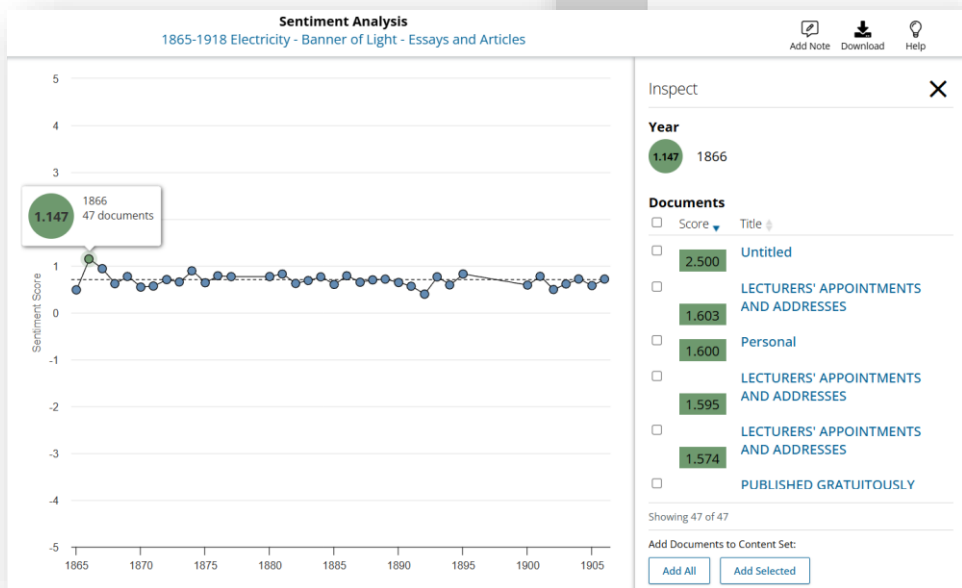 Sentiment Analysis
1865-1918 Electricity - Banner of Light - Essays and Articles
Add Note
Download
Help
5
4
3
1
0
-1
-2
-3
-4
-5
Sentiment Score
1.147
1866
47 documents
1865
1870
1875
1880
1885
1890
1895
1900
1905
Inspect
Year
1.147
1866
Documents
Score
Title
2.500
Untitled
LECTURERS' APPOINTMENTS
AND ADDRESSES
1.603
1.600
Personal
LECTURERS' APPOINTMENTS
AND ADDRESSES
1.595
LECTURERS' APPOINTMENTS
AND ADDRESSES
1.574
PUBLISHED GRATUITOUSLY
Showing 47 of 47
Add Documents to Content Set:
Add All
Add Selected